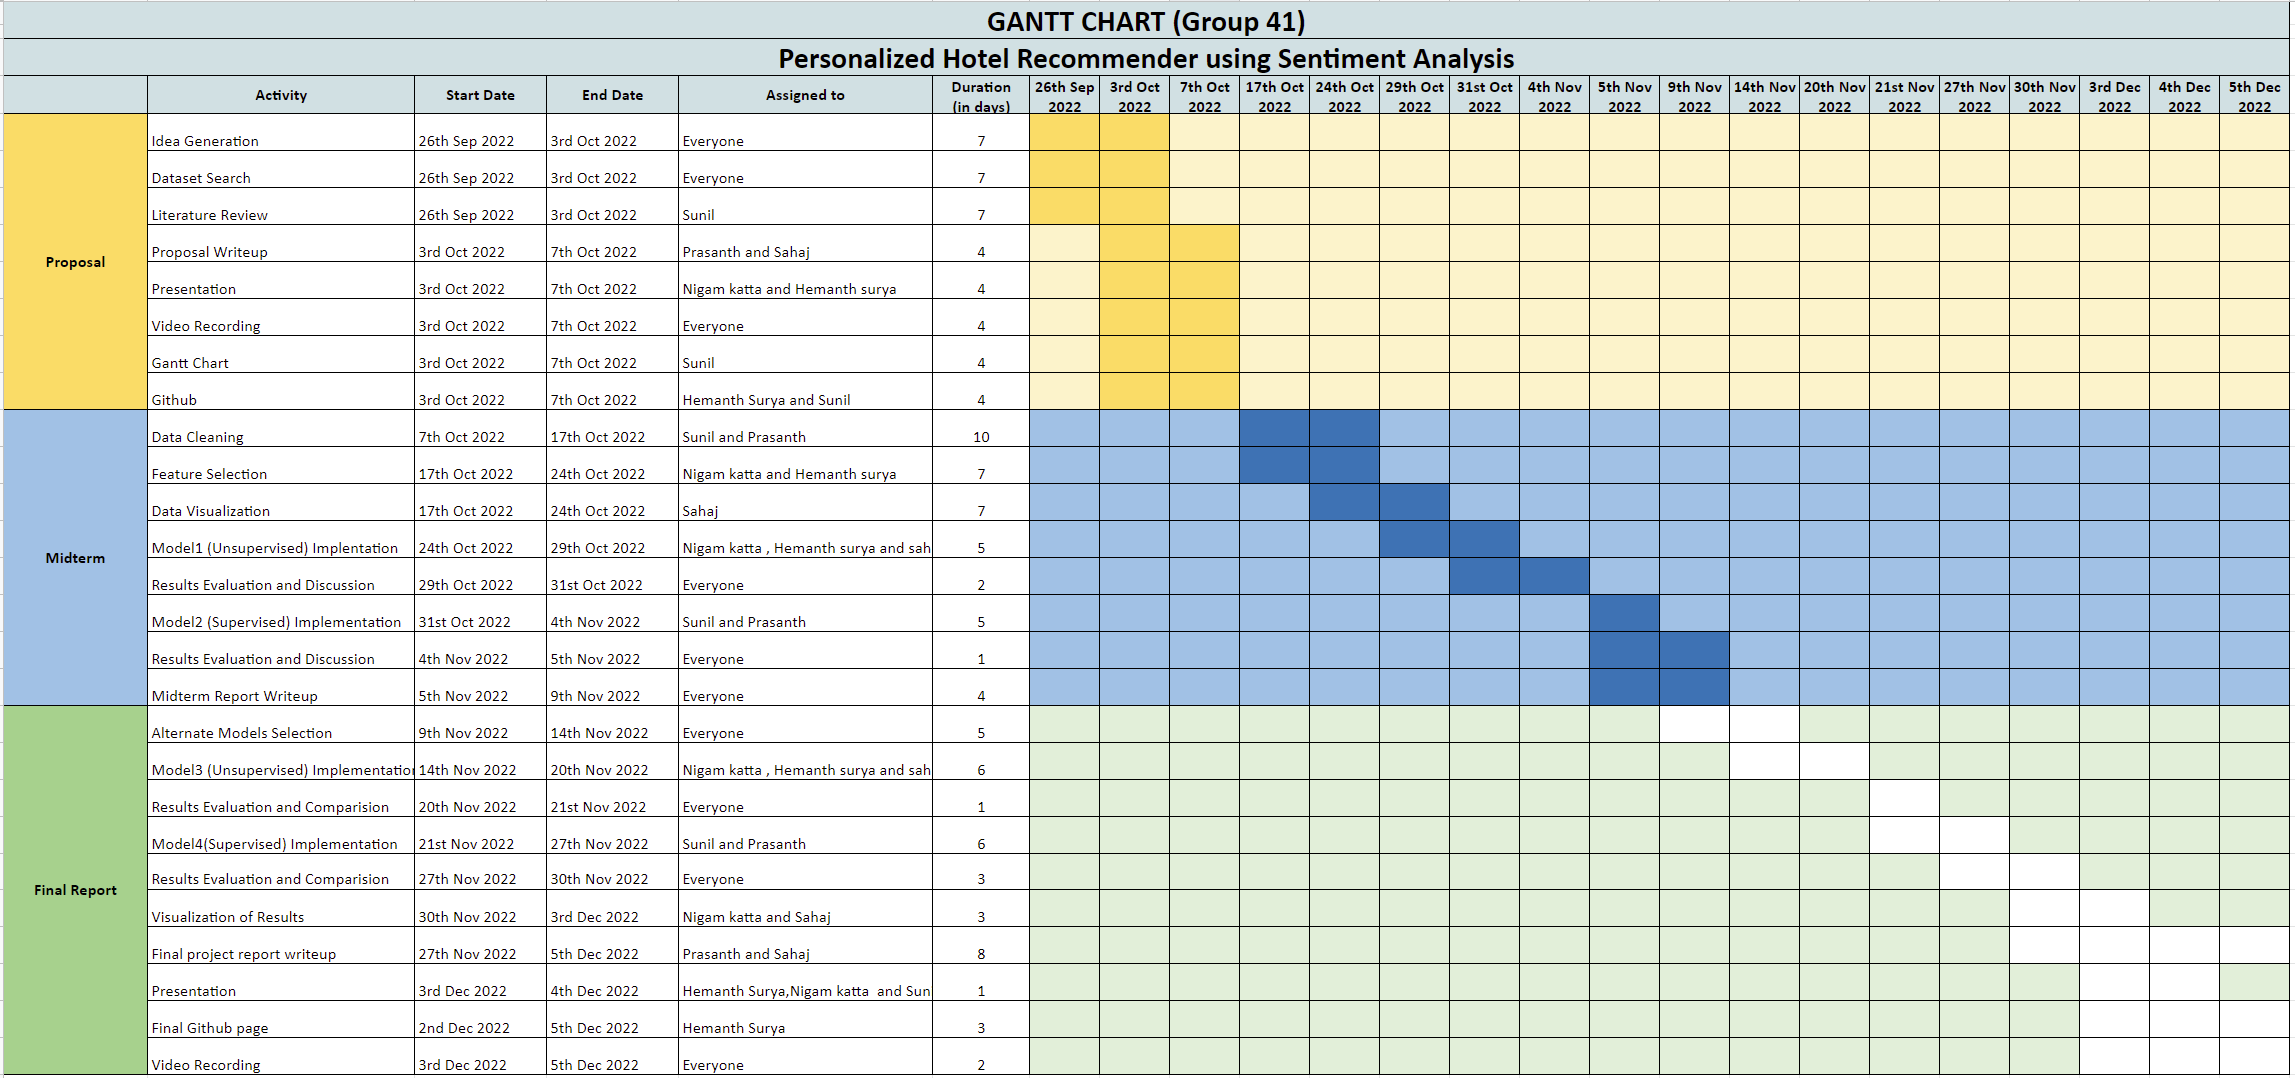 GANTT CHART (Group 41)
Personalized Hotel Recommender using Sentiment Analysis
Activity Start Date End Date Assigned to Duration (in days) 26th Sep 2022 3rd Oct 2022 7th Oct 2022 17th Oct 2022 24th Oct 2022 29th Oct 2022 31st Oct 2022 4th Nov 2022 5th Nov 2022 9th Nov 2022 14th Nov 2022 20th Nov 2022 21st Nov 2022 27th Nov 2022 30th Nov 2022 3rd Dec 2022 4th Dec 2022 5th Dec 2022
Proposal
Idea Generation 26th Sep 2022 3rd Oct 2022 Everyone 7
Dataset Search 26th Sep 2022 3rd Oct 2022 Everyone 7
Literature Review 26th Sep 2022 3rd Oct 2022 Sunil 7
Proposal Writeup 3rd Oct 2022 7th Oct 2022 Prasanth and Sahaj 4
Presentation 3rd Oct 2022 7th Oct 2022 Nigam katta and Hemanth surya 4
Video Recording 3rd Oct 2022 7th Oct 2022 Everyone 4
Gantt Chart 3rd Oct 2022 7th Oct 2022 Sunil 4
Github 3rd Oct 2022 7th Oct 2022 Hemanth Surya and Sunil 4
Midterm
Data Cleaning 7th Oct 2022 17th Oct 2022 Sunil and Prasanth 10
Feature Selection 17th Oct 2022 24th Oct 2022 Nigam katta and Hemanth surya 7
Data Visualization 17th Oct 2022 24th Oct 2022 Sahaj 7
Model1 (Unsupervised) Implentation 24th Oct 2022 29th Oct 2022 Nigam katta , Hemanth surya and sah 5
Results Evaluation and Discussion 29th Oct 2022 31st Oct 2022 Everyone 2
Model2 (Supervised) Implementation 31st Oct 2022 4th Nov 2022 Sunil and Prasanth 5
Results Evaluation and Discussion 4th Nov 2022 5th Nov 2022 Everyone 1
Midterm Report Writeup 5th Nov 2022 9th Nov 2022 Everyone 4
Final Report
Alternate Models Selection 9th Nov 2022 14th Nov 2022 Everyone 5
Model3 (Unsupervised) Implementatio 14th Nov 2022 20th Nov 2022 Nigam katta , Hemanth surya and sah 6
Results Evaluation and Comparision 20th Nov 2022 21st Nov 2022 Everyone 1
Model4(Supervised) Implementation 21st Nov 2022 27th Nov 2022 Sunil and Prasanth 6
Results Evaluation and Comparision 27th Nov 2022 30th Nov 2022 Everyone 3
Visualization of Results 30th Nov 2022 3rd Dec 2022 Nigam katta and Sahaj 3
Final project report writeup 27th Nov 2022 5th Dec 2022 Prasanth and Sahaj 8
Presentation 3rd Dec 2022 4th Dec 2022 Hemanth Surya,Nigam katta  and Sun 1
Final Github page 2nd Dec 2022 5th Dec 2022 Hemanth Surya 3
Video Recording 3rd Dec 2022 5th Dec 2022 Everyone 2